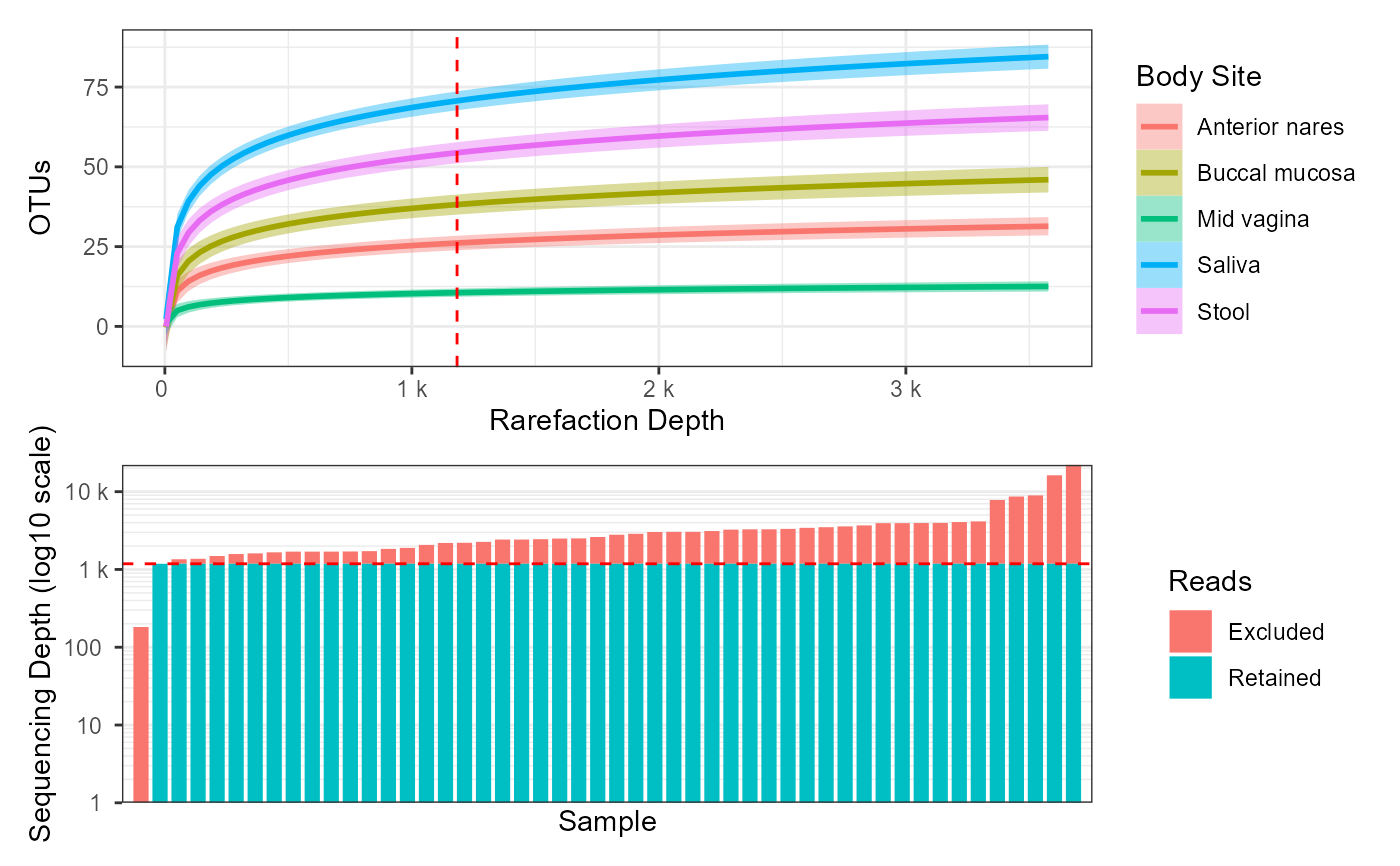 OTUs
75
50
25
0
0
1 k
2 k
3 k
Rarefaction Depth
Body Site
Anterior nares
Buccal mucosa
Mid vagina
Saliva
Stool
Sequencing Depth (log10 scale)
10 k
1 k
100
10
1
Sample
Reads
Excluded
Retained